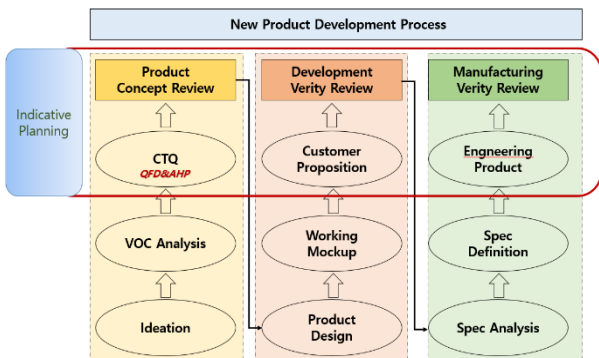 New Product Development Process
Indicative
Planning
Product
Concept Review
CTQ
QFD&AHP
VOC Analysis
Ideation
Development
Verity Review
Customer
Proposition
Working
Mockup
Product
Design
Manufacturing
Verity Review
Engneering
Product
Spec
Definition
Spec Analysis